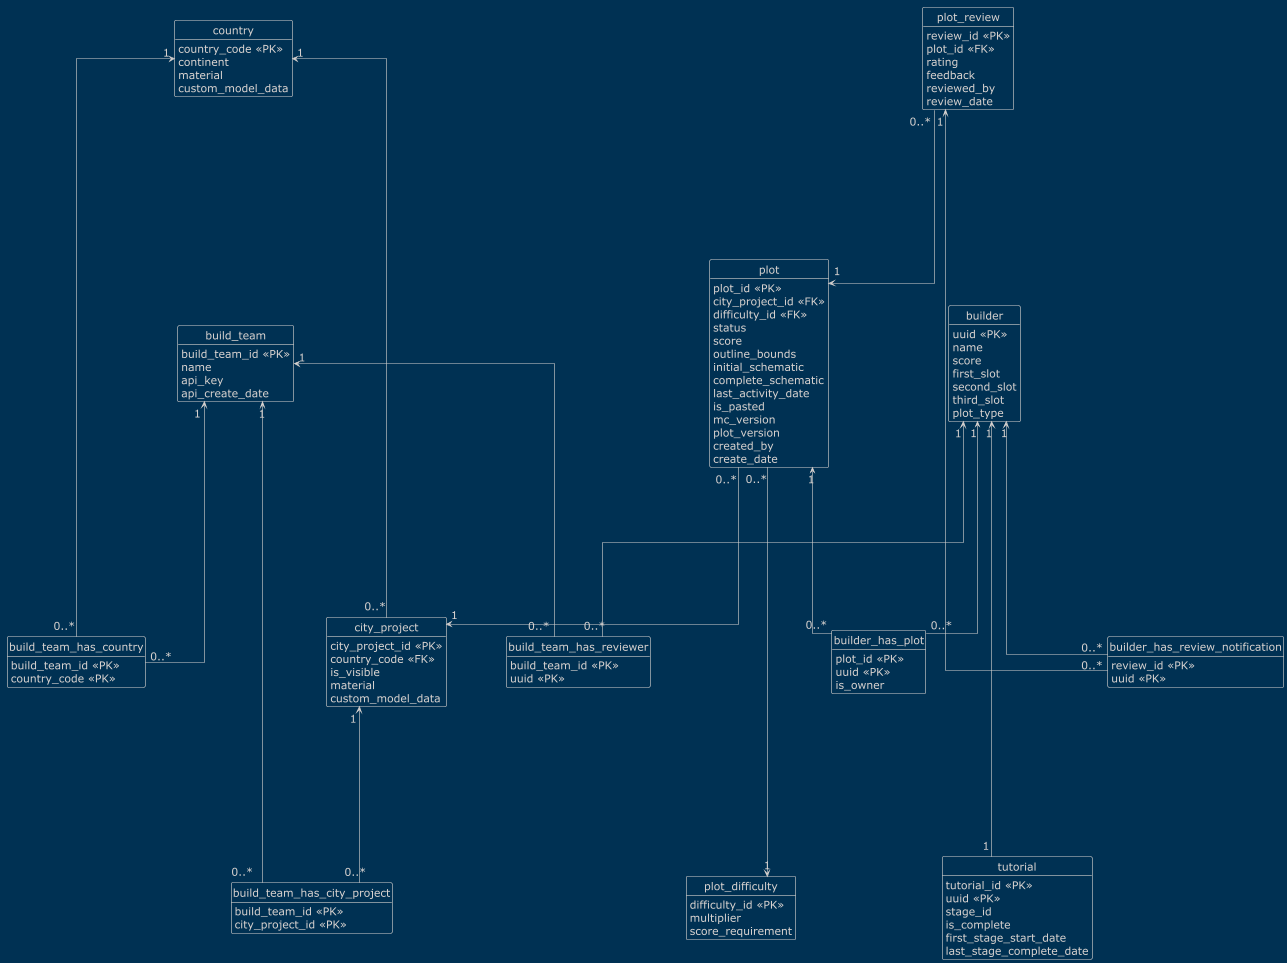 country
country_code «PK»
continent
material
custom_model_data
1
1
plot_review
review_id «PK»
plot_id «FK»
rating
feedback
reviewed_by
review_date
0..*
1
plot
plot_id «PK»
city_project_id «FK»
difficulty_id «FK»
status
score
outline_bounds
initial_schematic
complete_schematic
last_activity_date
is_pasted
mc_version
plot_version
created_by
create_date
1
0..*
0..*
1
builder
uuid «PK»
name
score
first_slot
second_slot
third_slot
plot_type
1
1
1
1
build_team
build_team_id «PK»
name
api_key
api_create_date
1
1
1
0..*
build_team_has_country
build_team_id «PK»
country_code «PK»
0..*
0..*
city_project
city_project_id «PK»
country_code «FK»
is_visible
material
custom_model_data
1
1
0..*
0..*
build_team_has_reviewer
build_team_id «PK»
uuid «PK»
0..*
0..*
builder_has_plot
plot_id «PK»
uuid «PK»
is_owner
0..*
0..*
builder_has_review_notification
review_id «PK»
uuid «PK»
0..*
0..*
build_team_has_city_project
build_team_id «PK»
city_project_id «PK»
1
plot_difficulty
difficulty_id «PK»
multiplier
score_requirement
1
tutorial
tutorial_id «PK»
uuid «PK»
stage_id
is_complete
first_stage_start_date
last_stage_complete_date